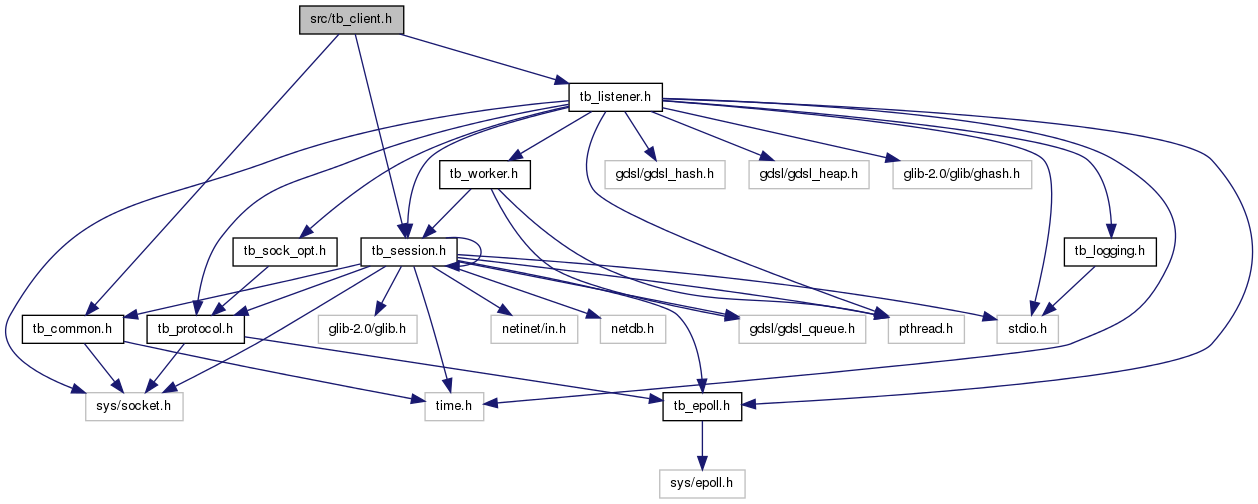 src/tb_client.h
tb_listener.h
tb_worker.h
gdsl/gdsl_hash.h
gdsl/gdsl_heap.h
glib-2.0/glib/ghash.h
tb_sock_opt.h
tb_session.h
tb_logging.h
tb_common.h
tb_protocol.h
glib-2.0/glib.h
netinet/in.h
netdb.h
gdsl/gdsl_queue.h
pthread.h
stdio.h
sys/socket.h
time.h
tb_epoll.h
sys/epoll.h